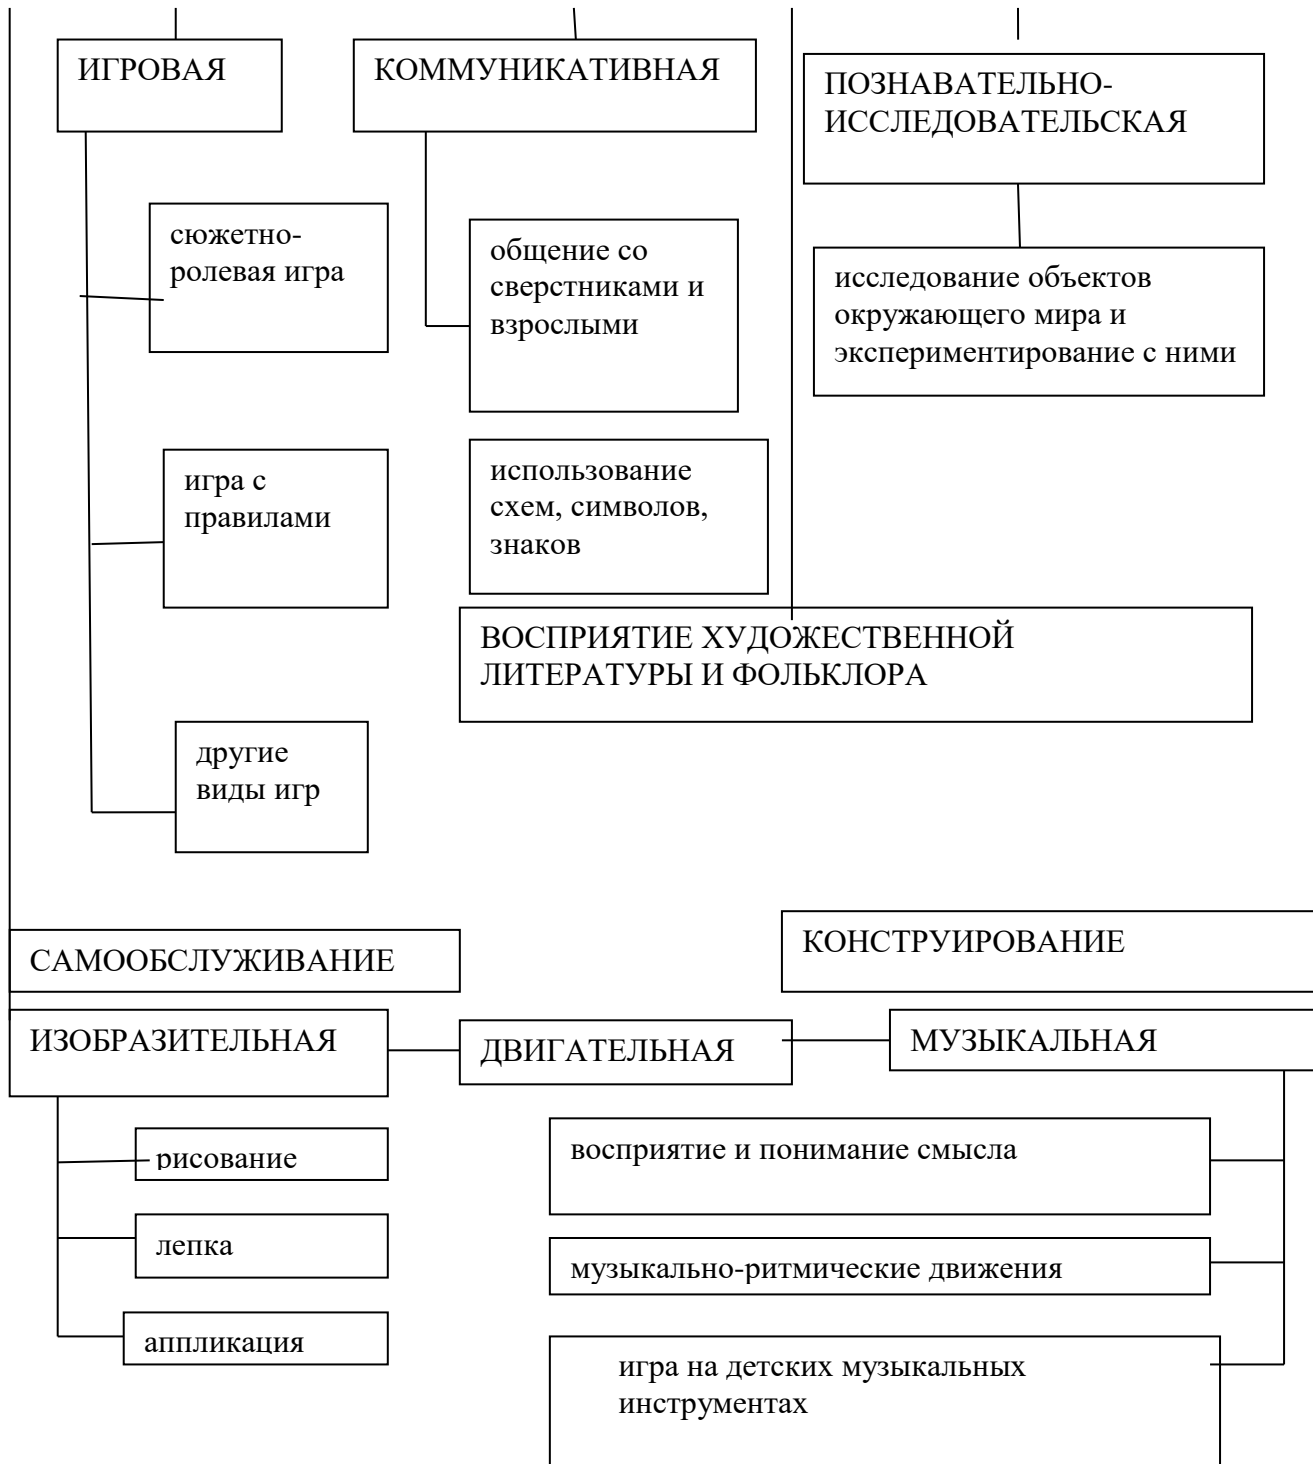 ИГРОВАЯ
КОММУНИКАТИВНАЯ
ПОЗНАВАТЕЛЬНО-
ИССЛЕДОВАТЕЛЬСКАЯ
сюжетно-
ролевая игра
общение со
сверстниками и
взрослыми
исследование объектов
окружающего мира и
экспериментирование с ними
игра с
правилами
использование
схем, символов,
знаков
ВОСПРИЯТИЕ ХУДОЖЕСТВЕННОЙ
ЛИТЕРАТУРЫ И ФОЛЬКЛОРА
другие
виды игр
САМООБСЛУЖИВАНИЕ
КОНСТРУИРОВАНИЕ
ИЗОБРАЗИТЕЛЬНАЯ
ДВИГАТЕЛЬНАЯ
МУЗЫКАЛЬНАЯ
рисование
лепка
аппликация
восприятие и понимание смысла
музыкально-ритмические движения
игра на детских музыкальных
инструментах